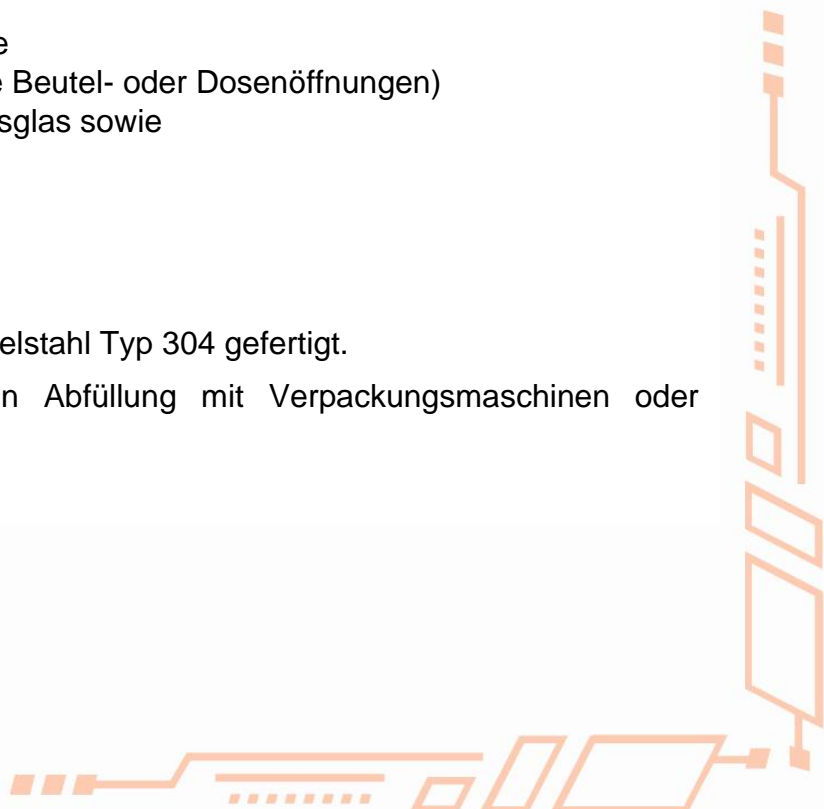 e
e Beutel- oder Dosenöffnungen)
sglas sowie
elstahl Typ 304 gefertigt.
n Abfüllung mit Verpackungsmaschinen oder